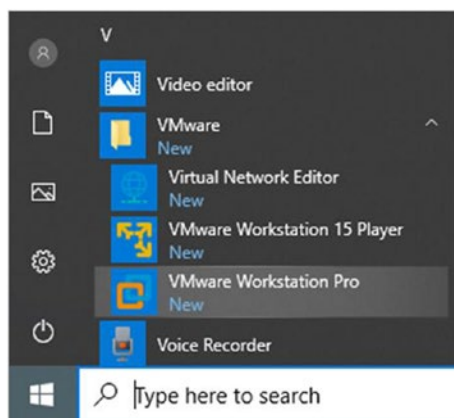 V
Video editor
VMware
New
Virtual Network Editor
New
VMware Workstation 15 Player
New
VMware Workstation Pro
New
Voice Recorder
Type here to search